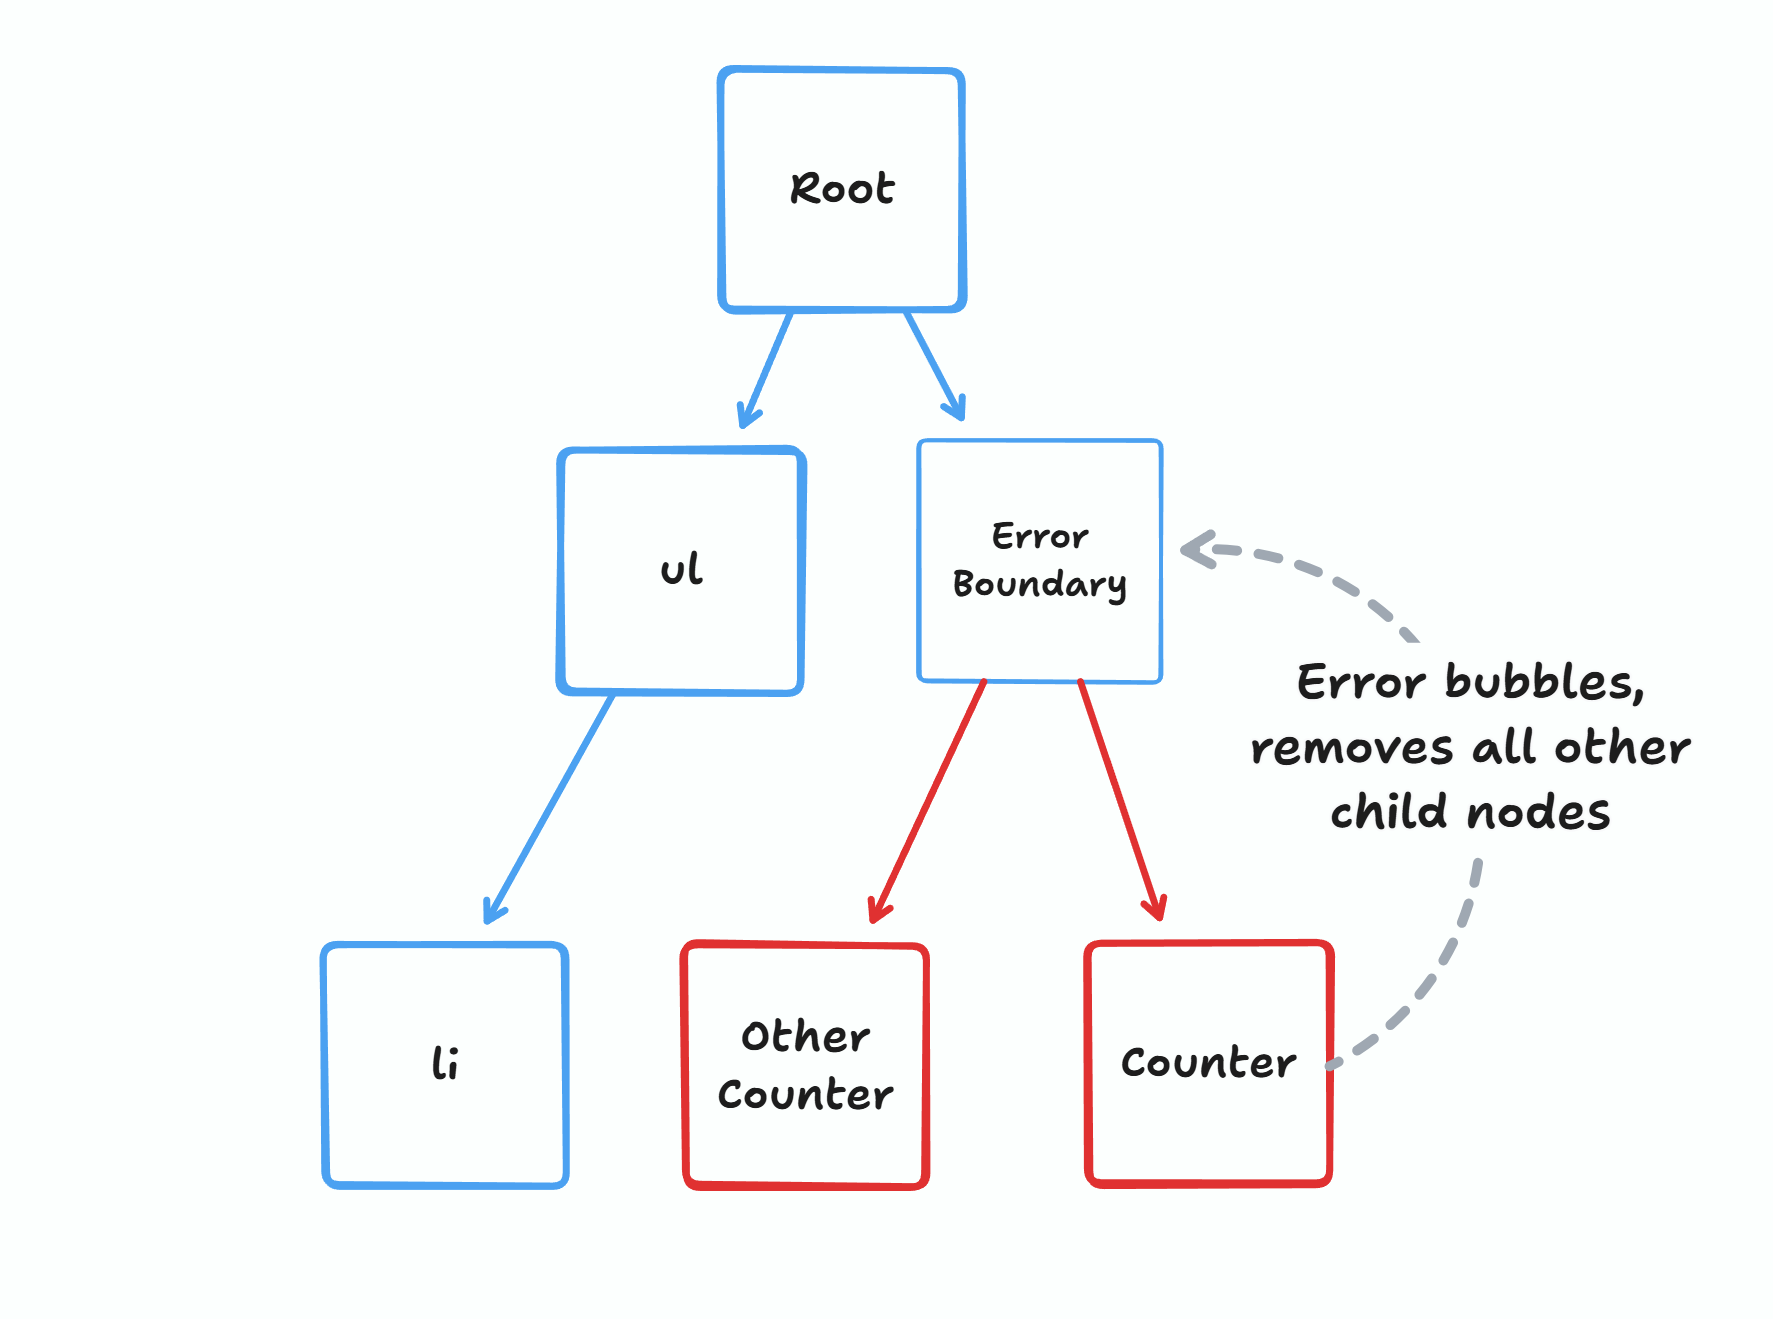 Root
ul
Error
Boundary
Error bubbles,
removes all other
child nodes
li
Other
Counter
Counter